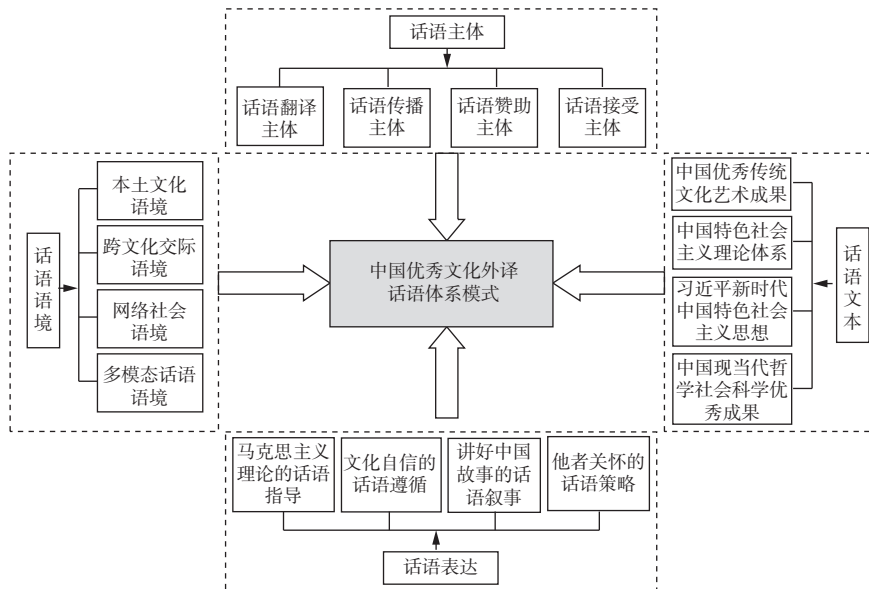 话语主体
话语翻译
主体
话语传播
主体
话语赞助
主体
话语接受
主体
话语语境
本土文化
语境
跨文化交际
语境
网络社会
语境
多模态话语
语境
中国优秀文化外译
话语体系模式
中国优秀传统
文化艺术成果
中国特色社会
主义理论体系
习近平新时代
中国特色社会
主义思想
中国现当代哲
学社会科学优
秀成果
话语文本
马克思主义
理论的话语
指导
文化自信的
话语遵循
讲好中国
故事的话
语叙事
他者关怀的
话语策略
话语表达